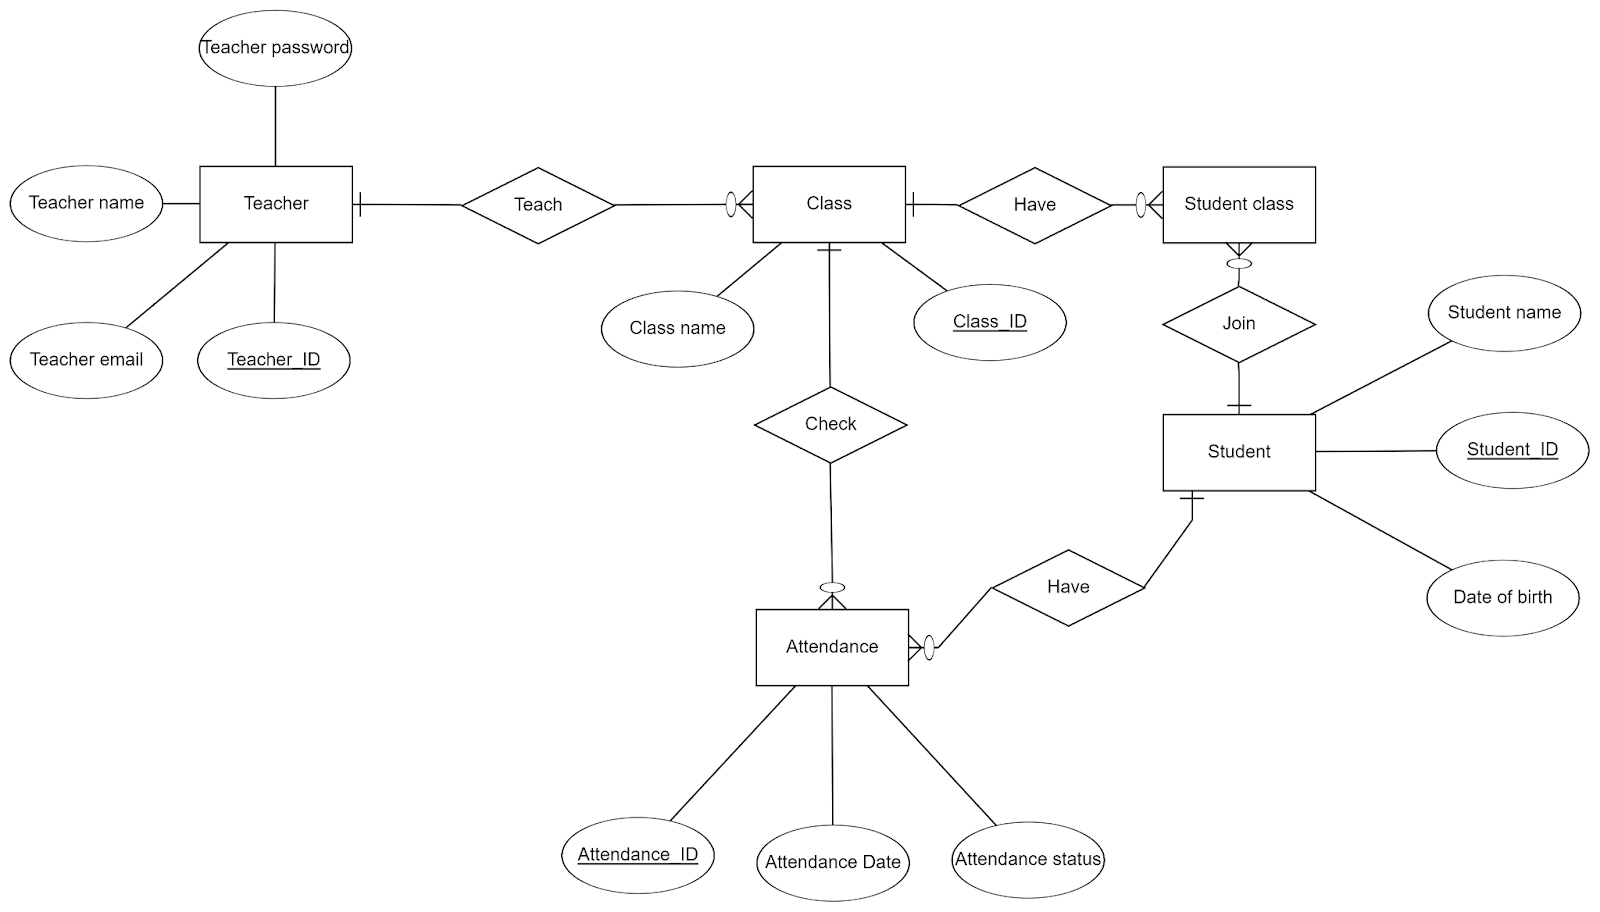 Teacher password
Teacher name
Teacher
Teach
Class
Have
Student class
Teacher email
Teacher_ID
Class name
Class_ID
Join
Student name
Check
Student
Student_ID
Have
Date of birth
Attendance
Attendance_ID
Attendance Date
Attendance status